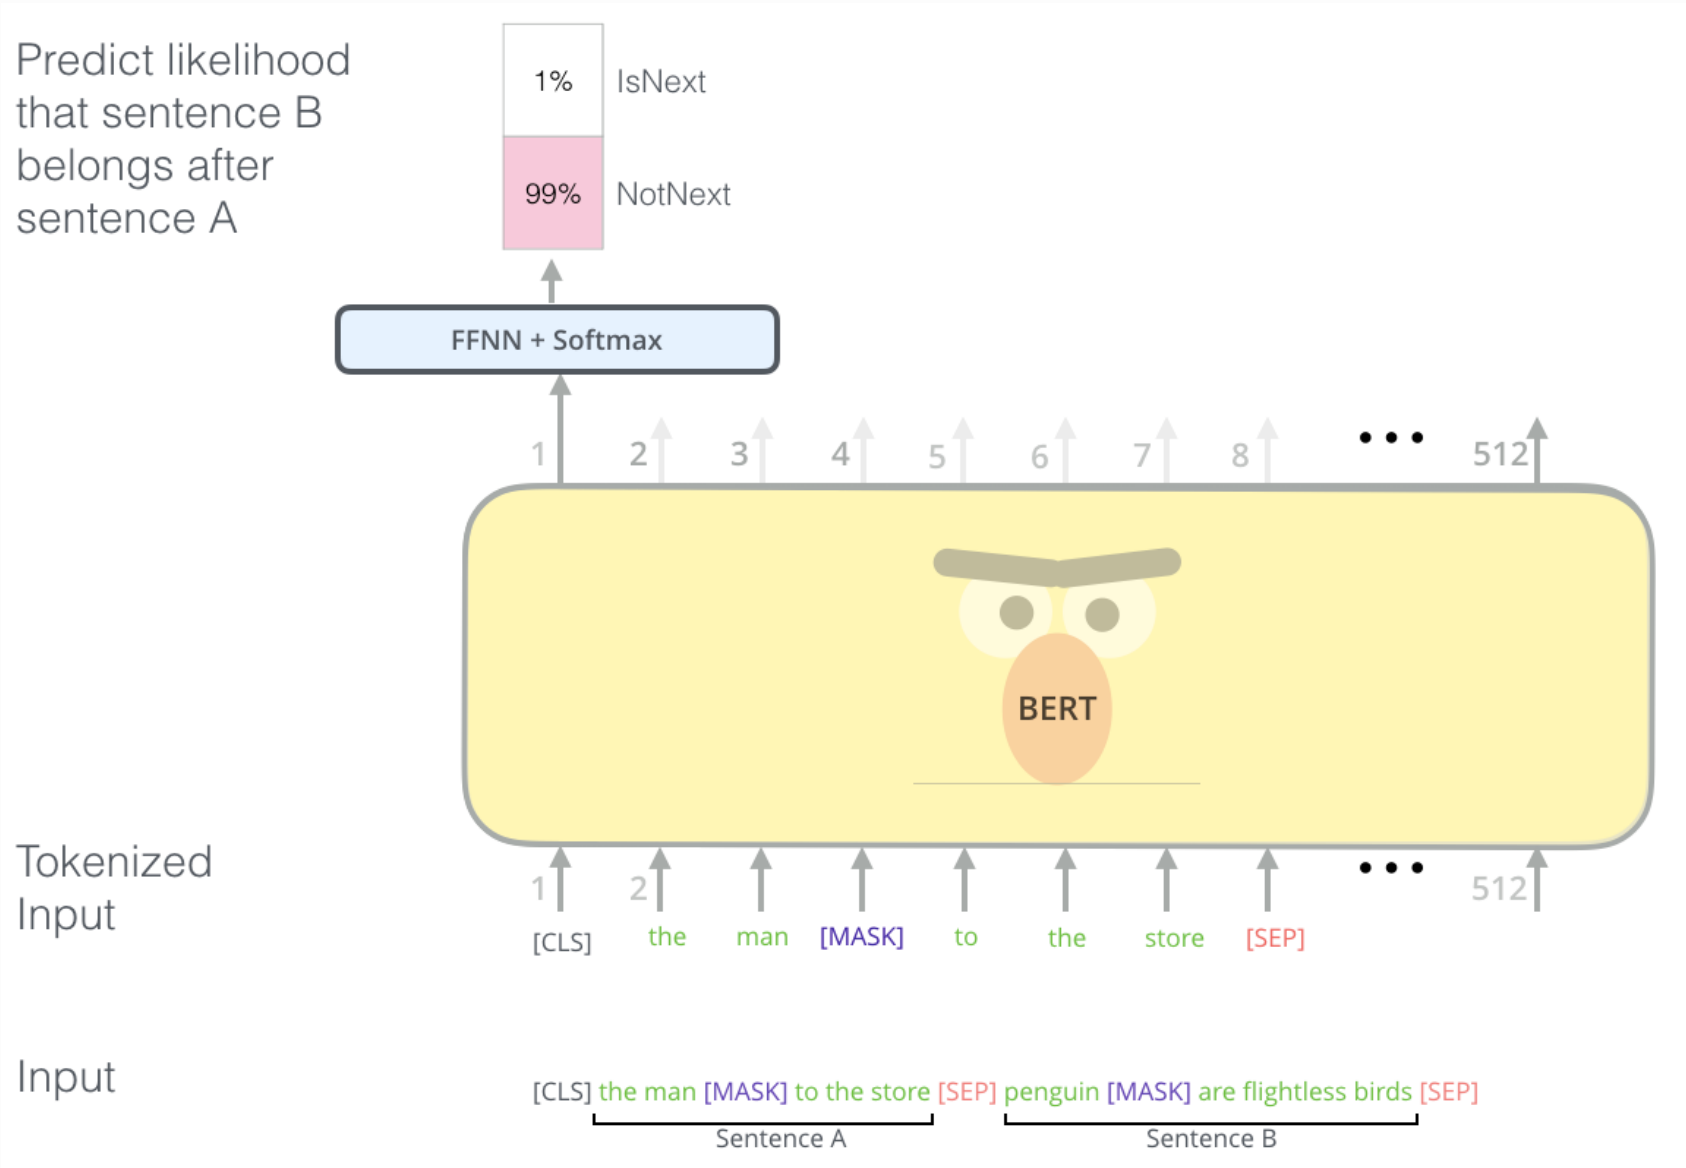 Predict likelihood
that sentence B
belongs after
sentence A
1% IsNext
99% NotNext
FFNN + Softmax
1 2 3 4 5 6 7 8 ••• 512
BERT
Tokenized
Input
1 2 ••• 512
[CLS] the man [MASK] to the store [SEP]
Input
[CLS] the man [MASK] to the store [SEP] penguin [MASK] are flightless birds [SEP]
Sentence A Sentence B